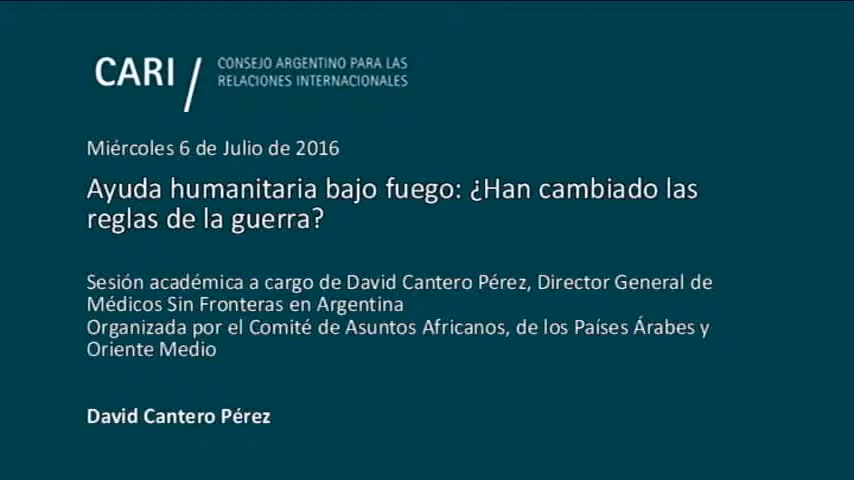 CARI
CONSEJO ARGENTINO PARA LAS
RELACIONES INTERNACIONALES
Miércoles 6 de Julio de 2016
Ayuda humanitaria bajo fuego: ¿Han cambiado las
reglas de la guerra?
Sesión académica a cargo de David Cantero Pérez, Director General de
Médicos Sin Fronteras en Argentina
Organizada por el Comité de Asuntos Africanos, de los Países Árabes y
Oriente Medio
David Cantero Pérez